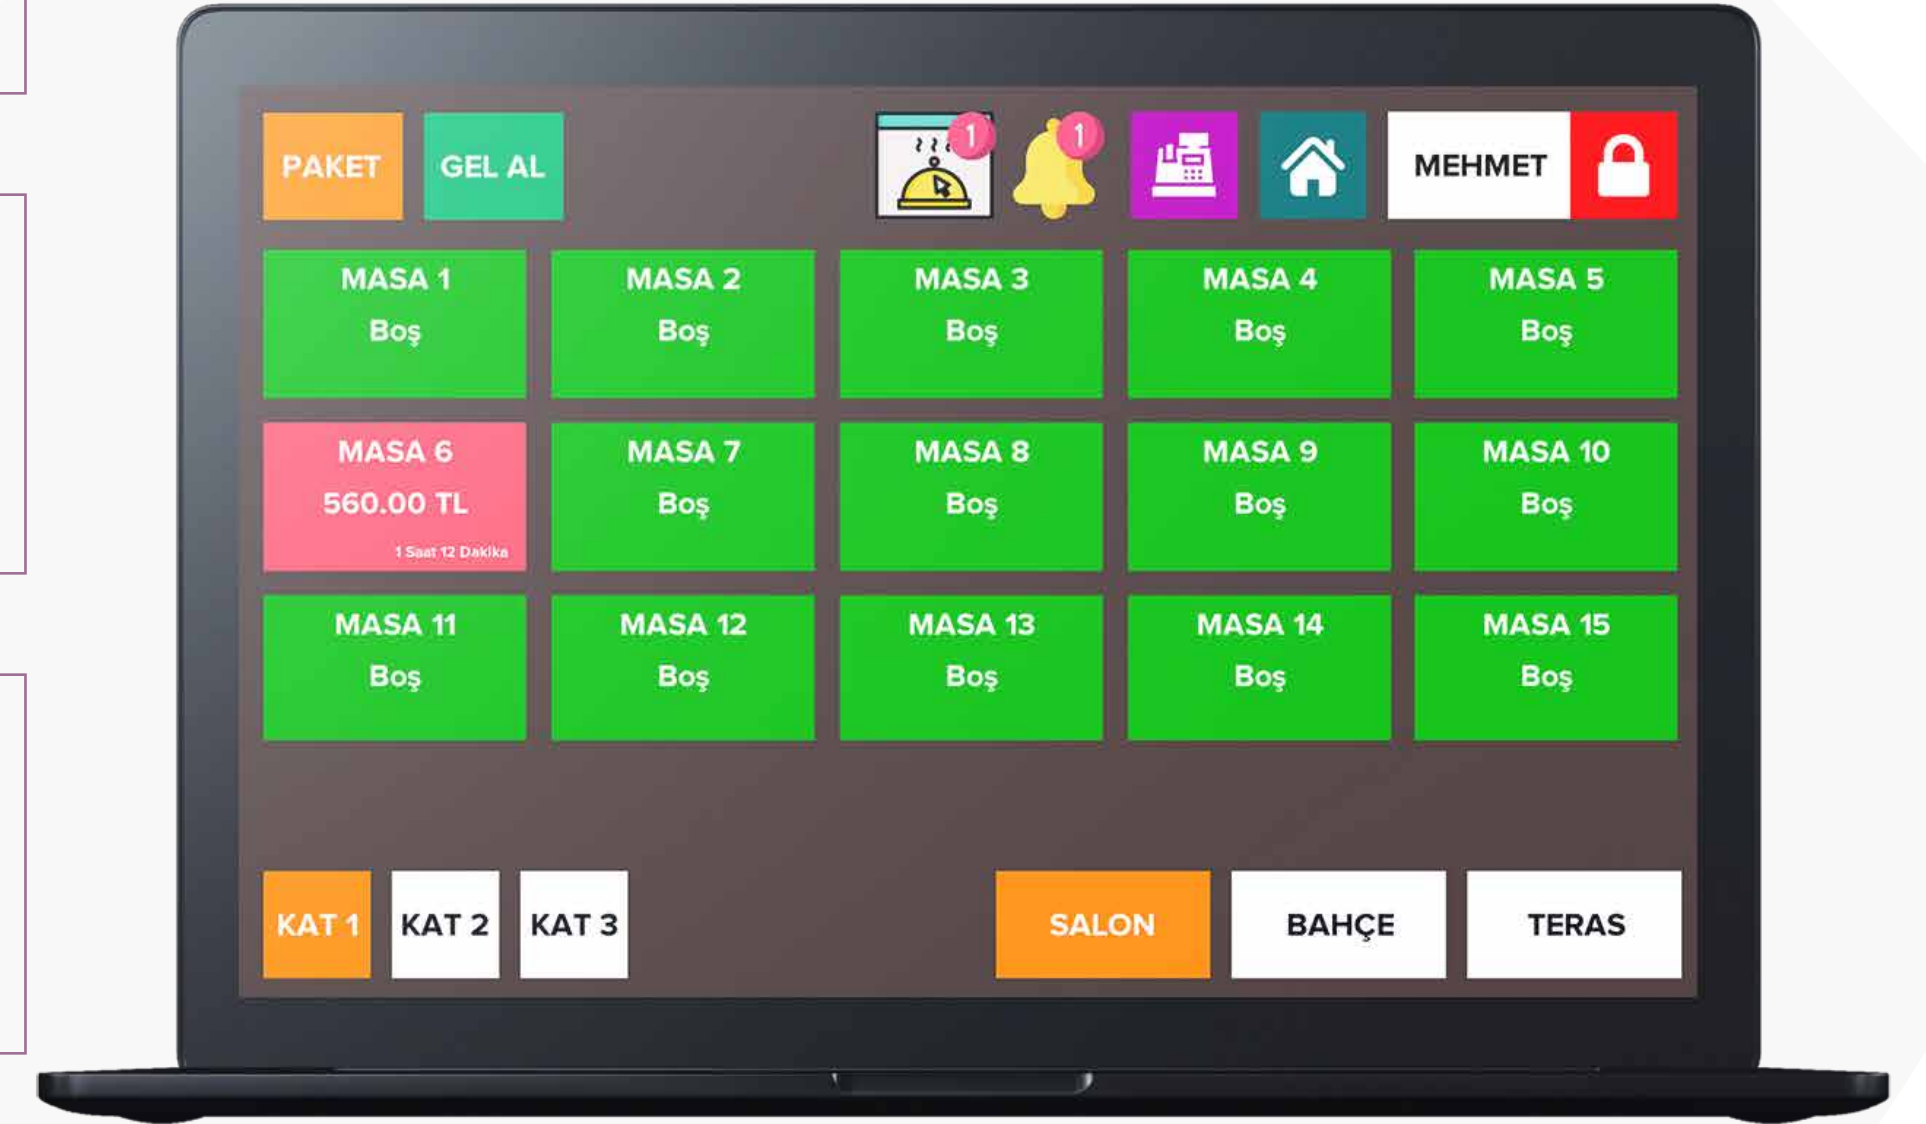 PAKET
GEL AL
1
1
MEHMET
MASA 1
Boş
MASA 2
Boş
MASA 3
Boş
MASA 4
Boş
MASA 5
Boş
MASA 6
560.00 TL
1 Saat 12 Dakika
MASA 7
Boş
MASA 8
Boş
MASA 9
Boş
MASA 10
Boş
MASA 11
Boş
MASA 12
Boş
MASA 13
Boş
MASA 14
Boş
MASA 15
Boş
KAT 1
KAT 2
KAT 3
SALON
BAHÇE
TERAS